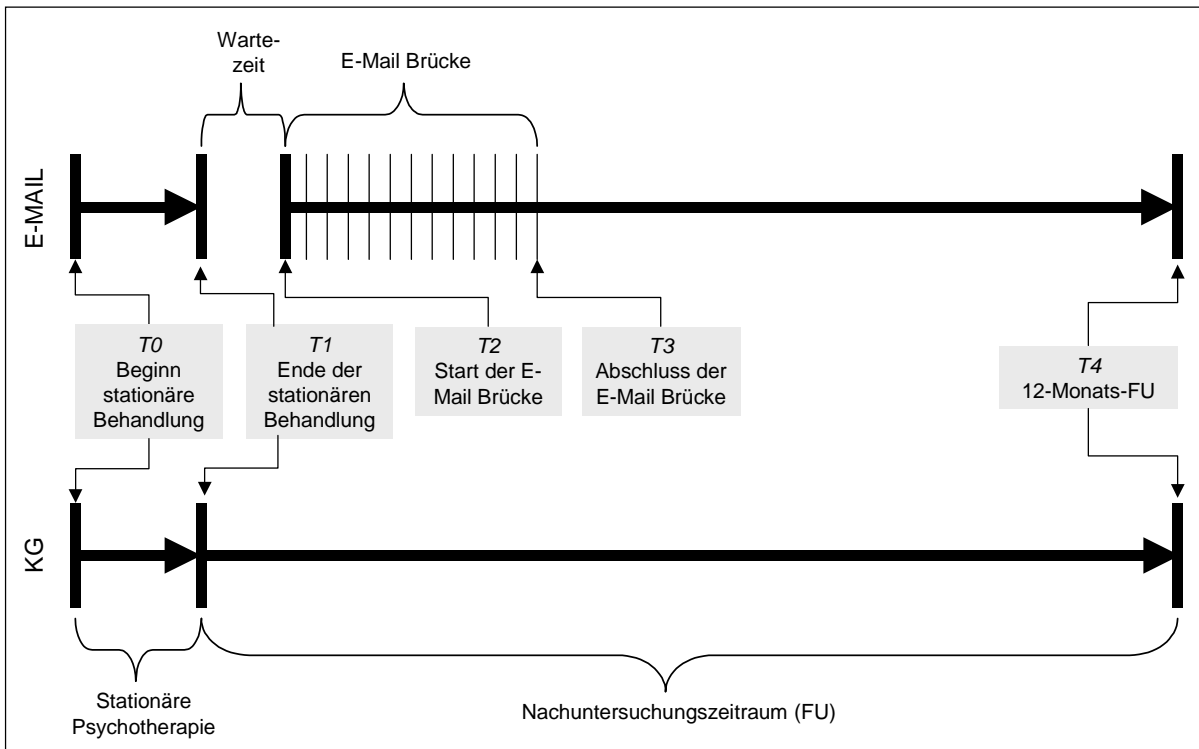 Warte-
zeit
E-Mail Brücke
E-MAIL
T0
Beginn
stationäre
Behandlung
T1
Ende der
stationären
Behandlung
T2
Start der E-
Mail Brücke
T3
Abschluss der
E-Mail Brücke
T4
12-Monats-FU
KG
Stationäre
Psychotherapie
Nachuntersuchungszeitraum (FU)